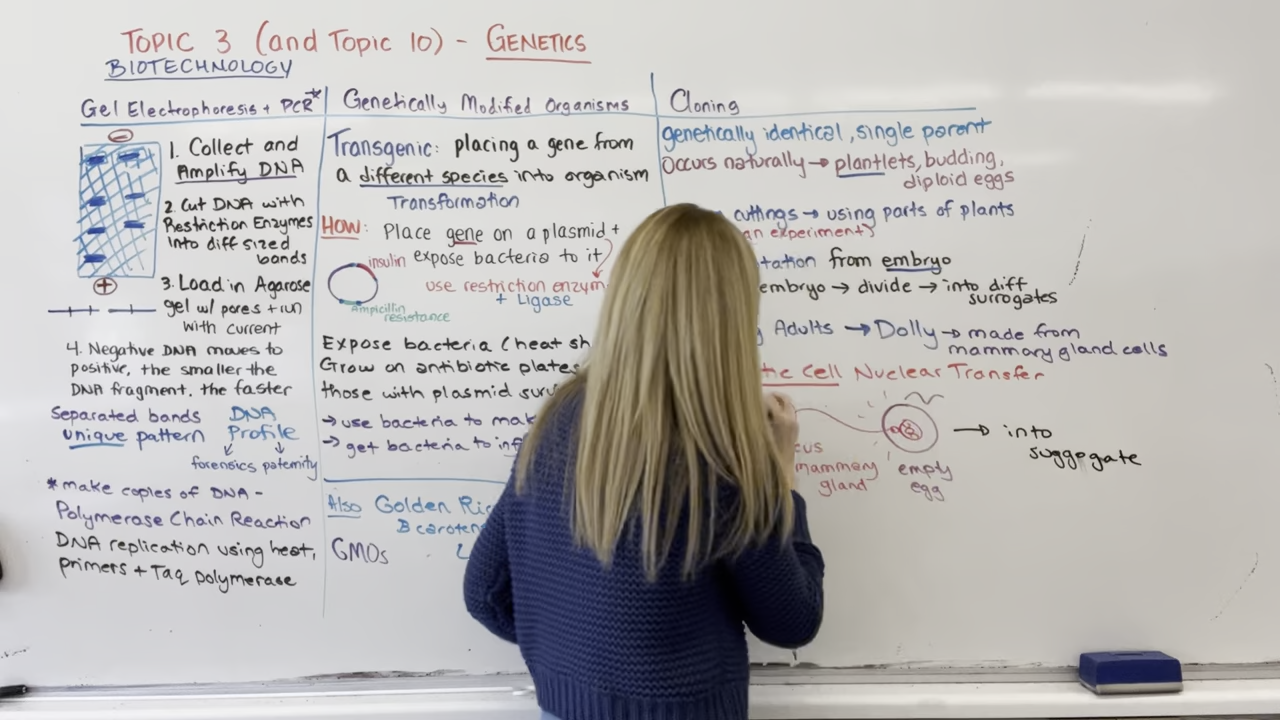 TOPIC 3 (and Topic 10) - GENETICS
BIOTECHNOLOGY
Gel Electrophoresis + PCR*
1. Collect and
Amplify DNA
2. Cut DNA with
Restriction Enzymes
into diff sized
bands
3. Load in Agarose
gel w/ pores + run
with current
4. Negative DNA moves to
positive, the smaller the
DNA fragment, the faster
Separated bands
unique pattern
DNA
Profile
forensics paternity
* make copies of DNA -
Polymerase Chain Reaction
DNA replication using heat,
primers + Taq polymerase
Genetically Modified Organisms
Transgenic: placing a gene from
a different species into organism
Transformation
HOW: Place gene on a plasmid +
expose bacteria to it
insulin
use restriction enzym
+ Ligase
Ampicillin
resistance
Expose bacteria (heat sh
Grow on antibiotic plates
those with plasmid surv
→ use bacteria to mak
→ get bacteria to inf
Also Golden Ric
B caroten
GMOs
Cloning
genetically identical, single parent
Occurs naturally → plantlets, budding,
diploid eggs
cuttings → using parts of plants
an experiment)
tation from embryo
embryo → divide → into diff
surrogates
Adults → Dolly → made from
mammary gland cells
tic Cell Nuclear Transfer
cus
mammary
gland
empty
egg
→ into
suggogate